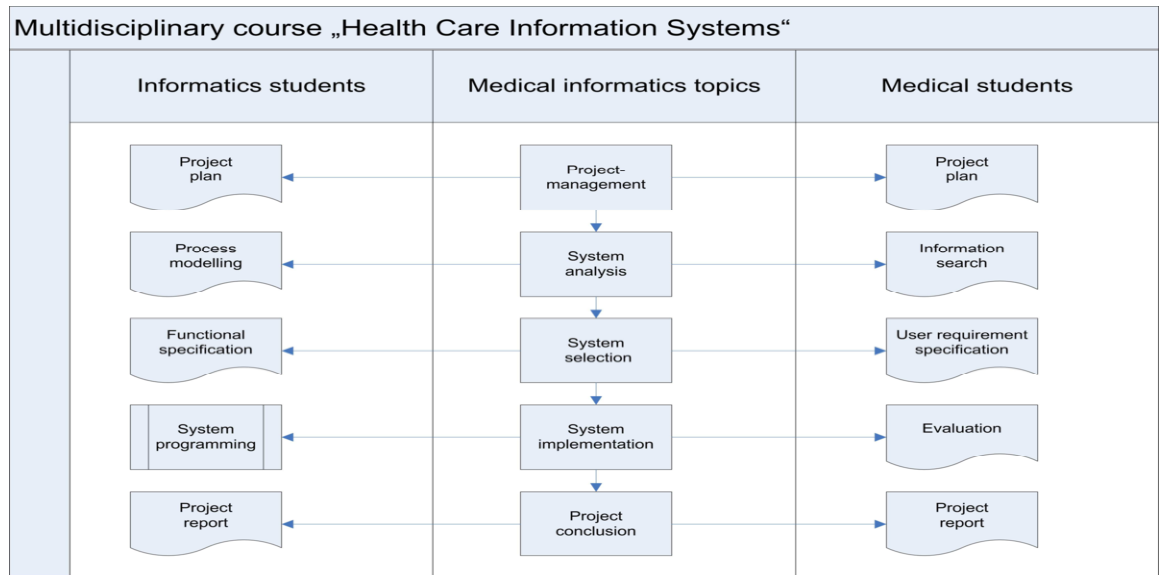 Multidisciplinary course „Health Care Information Systems“
Informatics students
Medical informatics topics
Medical students
Project
plan
Project-
management
Project
plan
Process
modelling
System
analysis
Information
search
Functional
specification
System
selection
User requirement
specification
System
programming
System
implementation
Evaluation
Project
report
Project
conclusion
Project
report